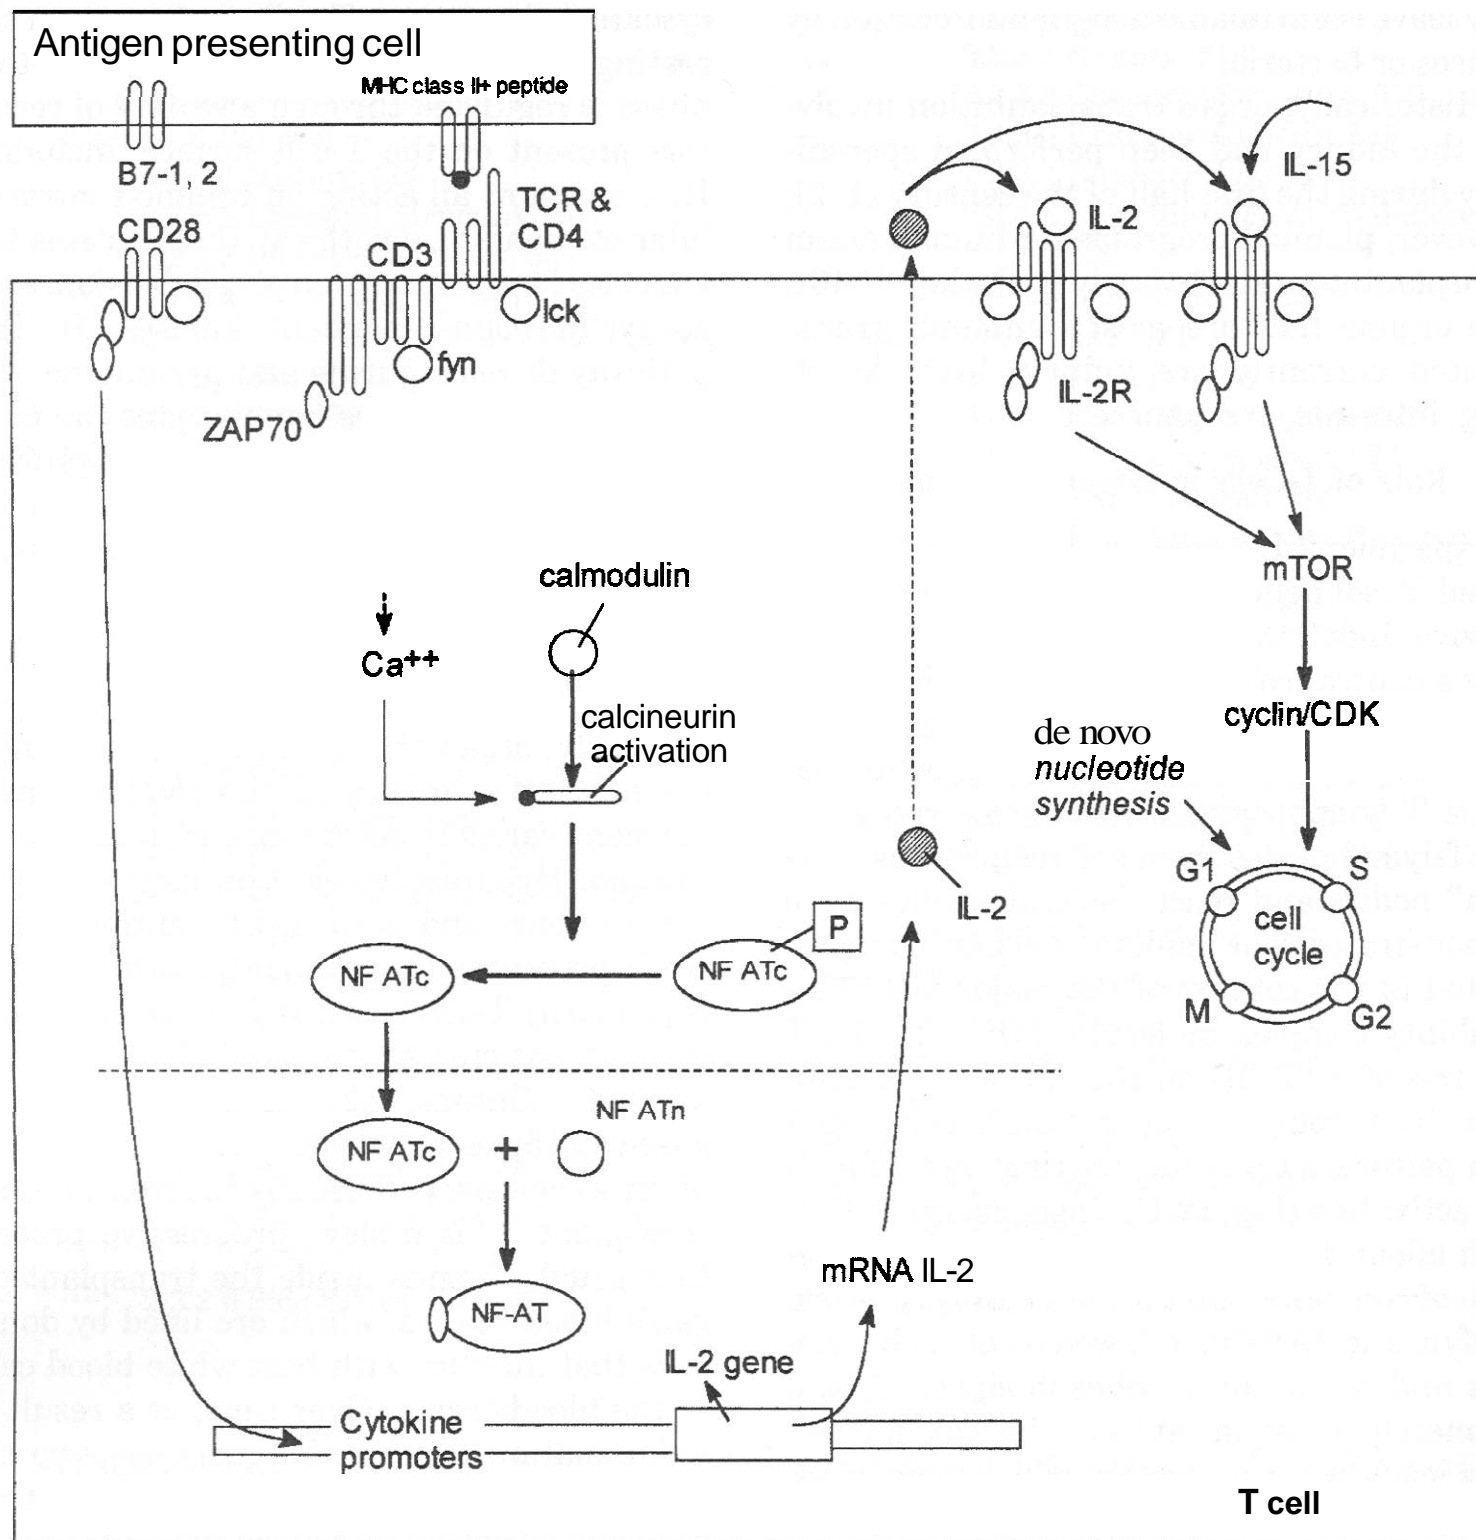 Antigen presenting cell
MHC class II+ peptide
B7-1, 2
CD28
CD3
TCR &
CD4
lck
fyn
ZAP70
IL-15
IL-2
IL-2R
mTOR
cyclin/CDK
de novo
nucleotide
synthesis
G1
S
cell
cycle
M
G2
calmodulin
Ca++
calcineurin
activation
IL-2
P
NF ATc
NF ATc
NF ATc
+
NF ATn
NF-AT
mRNA IL-2
IL-2 gene
Cytokine
promoters
T cell